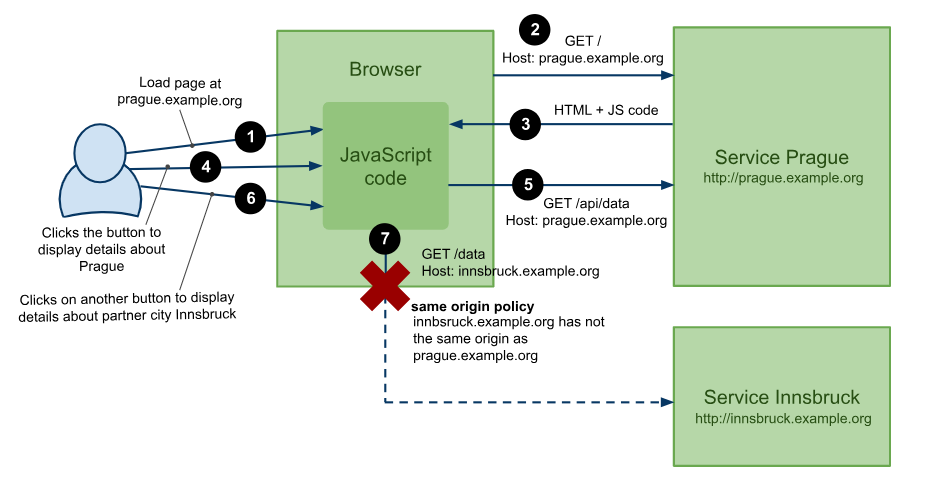 2
GET /
Host: prague.example.org
Browser
Load page at
prague.example.org
1
3
HTML + JS code
JavaScript
code
Service Prague
http://prague.example.org
4
5
6
GET /api/data
Host: prague.example.org
Clicks the button to
display details about
Prague
7
GET /data
Host: innsbruck.example.org
Clicks on another button to display
details about partner city Innsbruck
same origin policy
innbsruck.example.org has not
the same origin as
prague.example.org
Service Innsbruck
http://innsbruck.example.org